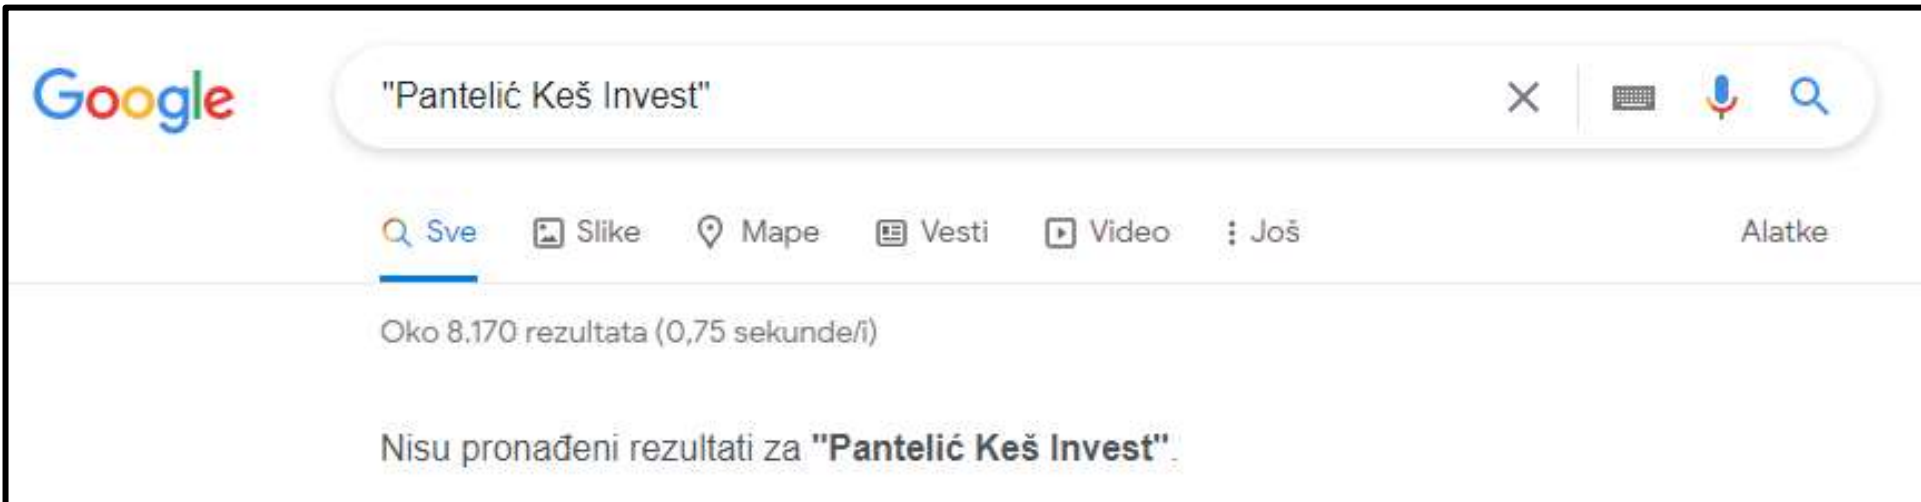 Google "Pantelić Keš Invest"
Sve Slike Mape Vesti Video Još Alatke
Oko 8.170 rezultata (0,75 sekunde/i)
Nisu pronađeni rezultati za "Pantelić Keš Invest".